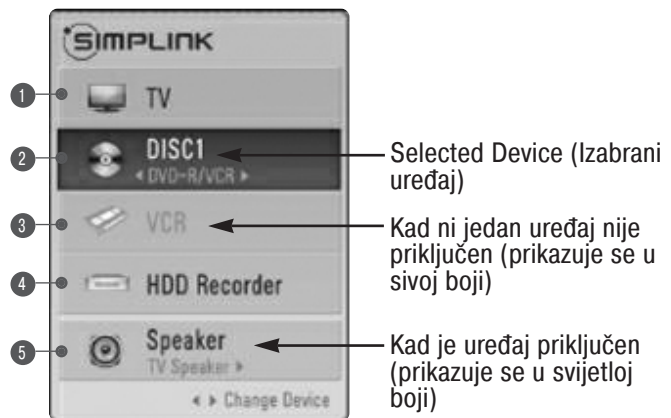 SIMPLINK
1 TV
2 DISC1
◄ DVD-R/VCR ►
Selected Device (Izabrani
uređaj)
3 VCR
Kad ni jedan uređaj nije
priključen (prikazuje se u
sivoj boji)
4 HDD Recorder
5 Speaker
TV Speaker ►
Kad je uređaj priključen
(prikazuje se u svijetloj
boji)
◄ ► Change Device